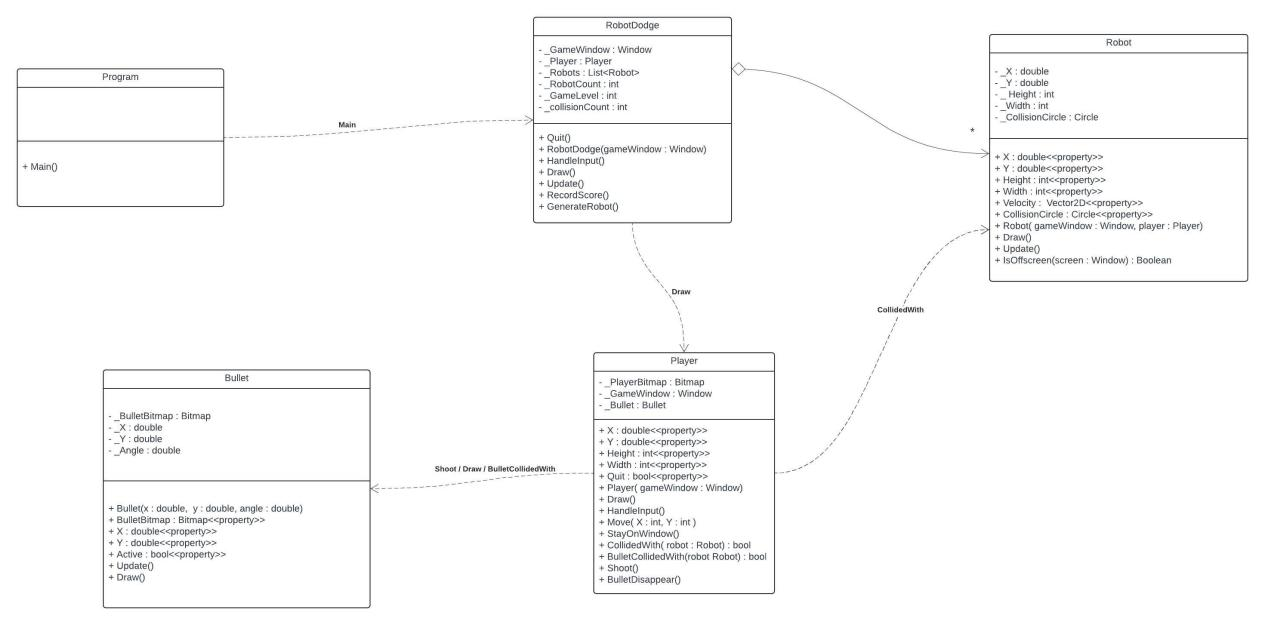 Program
+ Main()
Main
RobotDodge
- _GameWindow : Window
- _Player : Player
- _Robots : List<Robot>
- _RobotCount : int
- _GameLevel : int
- _collisionCount : int
+ Quit()
+ RobotDodge(gameWindow : Window)
+ HandleInput()
+ Draw()
+ Update()
+ RecordScore()
+ GenerateRobot()
*
Robot
- _X : double
- _Y : double
- _ Height : int
- _Width : int
- _CollisionCircle : Circle
+ X : double<<property>>
+ Y : double<<property>>
+ Height : int<<property>>
+ Width : int<<property>>
+ Velocity :  Vector2D<<property>>
+ CollisionCircle : Circle<<property>>
+ Robot( gameWindow : Window, player : Player)
+ Draw()
+ Update()
+ IsOffscreen(screen : Window) : Boolean
Draw
CollidedWith
Bullet
- _BulletBitmap : Bitmap
- _X : double
- _Y : double
- _Angle : double
+ Bullet(x : double,  y : double, angle : double)
+ BulletBitmap : Bitmap<<property>>
+ X : double<<property>>
+ Y : double<<property>>
+ Active : bool<<property>>
+ Update()
+ Draw()
Shoot / Draw / BulletCollidedWith
Player
- _PlayerBitmap : Bitmap
- _GameWindow : Window
- _Bullet : Bullet
+ X : double<<property>>
+ Y : double<<property>>
+ Height : int<<property>>
+ Width : int<<property>>
+ Quit : bool<<property>>
+ Player( gameWindow : Window)
+ Draw()
+ HandleInput()
+ Move( X : int, Y : int )
+ StayOnWindow()
+ CollidedWith( robot : Robot) : bool
+ BulletCollidedWith(robot Robot) : bool
+ Shoot()
+ BulletDisappear()